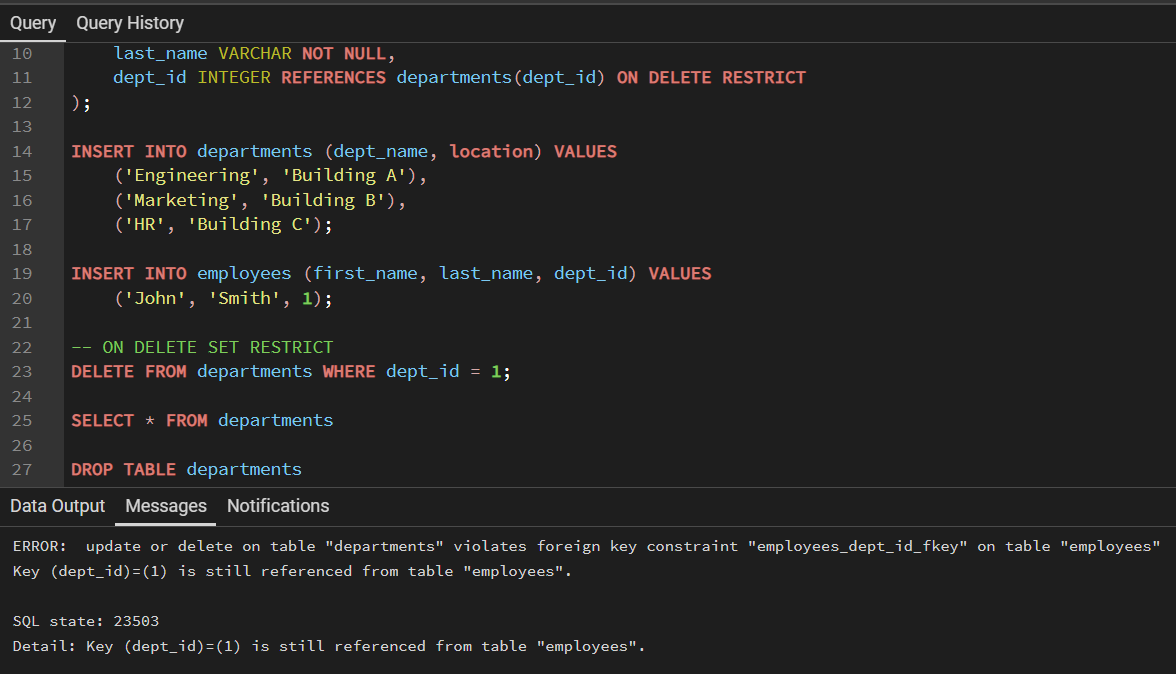 Query Query History
10 last_name VARCHAR NOT NULL,
11 dept_id INTEGER REFERENCES departments(dept_id) ON DELETE RESTRICT
12 );
13
14 INSERT INTO departments (dept_name, location) VALUES
15 ('Engineering', 'Building A'),
16 ('Marketing', 'Building B'),
17 ('HR', 'Building C');
18
19 INSERT INTO employees (first_name, last_name, dept_id) VALUES
20 ('John', 'Smith', 1);
21
22 -- ON DELETE SET RESTRICT
23 DELETE FROM departments WHERE dept_id = 1;
24
25 SELECT * FROM departments
26
27 DROP TABLE departments
Data Output Messages Notifications
ERROR: update or delete on table "departments" violates foreign key constraint "employees_dept_id_fkey" on table "employees"
Key (dept_id)=(1) is still referenced from table "employees".
SQL state: 23503
Detail: Key (dept_id)=(1) is still referenced from table "employees".